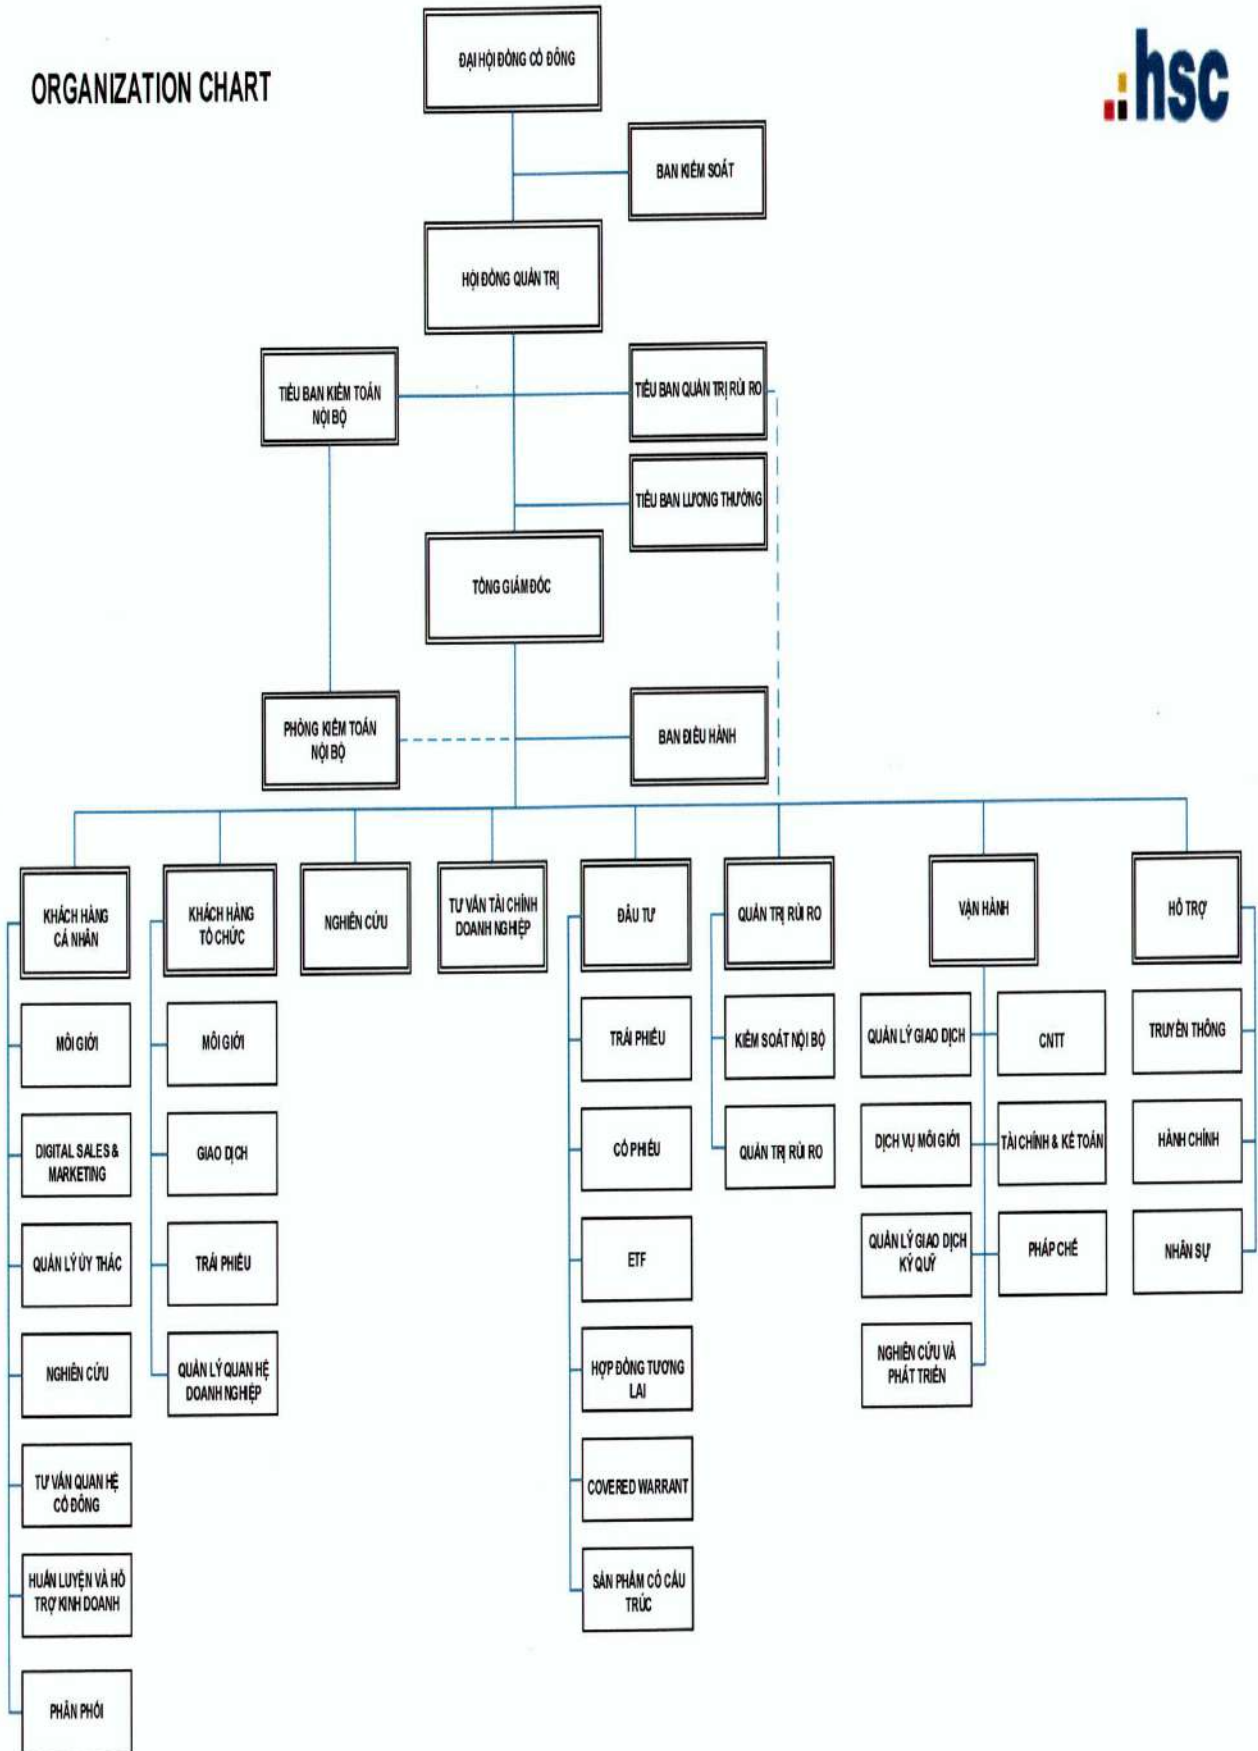 ORGANIZATION CHART
hsc
ĐẠI HỘI ĐỒNG CỔ ĐÔNG
BAN KIỂM SOÁT
HỘI ĐỒNG QUẢN TRỊ
TIỂU BAN KIỂM TOÁN
NỘI BỘ
TIỂU BAN QUẢN TRỊ RỦI RO
TIỂU BAN LƯƠNG THƯỞNG
TỔNG GIÁM ĐỐC
PHÒNG KIỂM TOÁN
NỘI BỘ
BAN ĐIỀU HÀNH
KHÁCH HÀNG
CÁ NHÂN
MÔI GIỚI
DIGITAL SALES &
MARKETING
QUẢN LÝ ỦY THÁC
NGHIÊN CỨU
TƯ VẤN QUAN HỆ
CỔ ĐÔNG
HUẤN LUYỆN VÀ HỖ
TRỢ KINH DOANH
PHÂN PHỐI
KHÁCH HÀNG
TỔ CHỨC
MÔI GIỚI
GIAO DỊCH
TRÁI PHIẾU
QUẢN LÝ QUAN HỆ
DOANH NGHIỆP
NGHIÊN CỨU
TƯ VẤN TÀI CHÍNH
DOANH NGHIỆP
ĐẦU TƯ
TRÁI PHIẾU
CỔ PHIẾU
ETF
HỢP ĐỒNG TƯƠNG
LAI
COVERED WARRANT
SẢN PHẨM CÓ CẤU
TRÚC
QUẢN TRỊ RỦI RO
KIỂM SOÁT NỘI BỘ
QUẢN TRỊ RỦI RO
VẬN HÀNH
QUẢN LÝ GIAO DỊCH
CNTT
DỊCH VỤ MÔI GIỚI
TÀI CHÍNH & KẾ TOÁN
QUẢN LÝ GIAO DỊCH
KÝ QUỸ
PHÁP CHẾ
NGHIÊN CỨU VÀ
PHÁT TRIỂN
HỖ TRỢ
TRUYỀN THÔNG
HÀNH CHÍNH
NHÂN SỰ